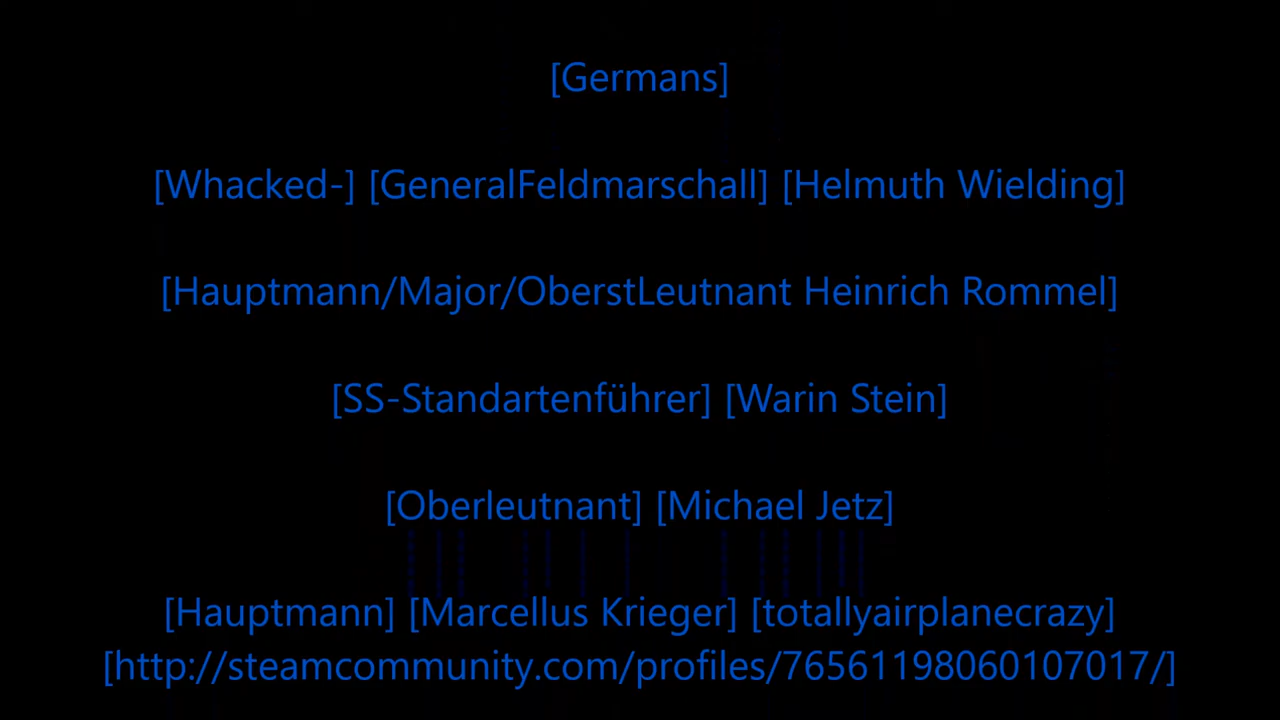 [Germans]
[Whacked-] [GeneralFeldmarschall] [Helmuth Wielding]
[Hauptmann/Major/OberstLeutnant Heinrich Rommel]
[SS-Standartenführer] [Warin Stein]
[Oberleutnant] [Michael Jetz]
[Hauptmann] [Marcellus Krieger] [totallyairplanecrazy]
[http://steamcommunity.com/profiles/76561198060107017/]